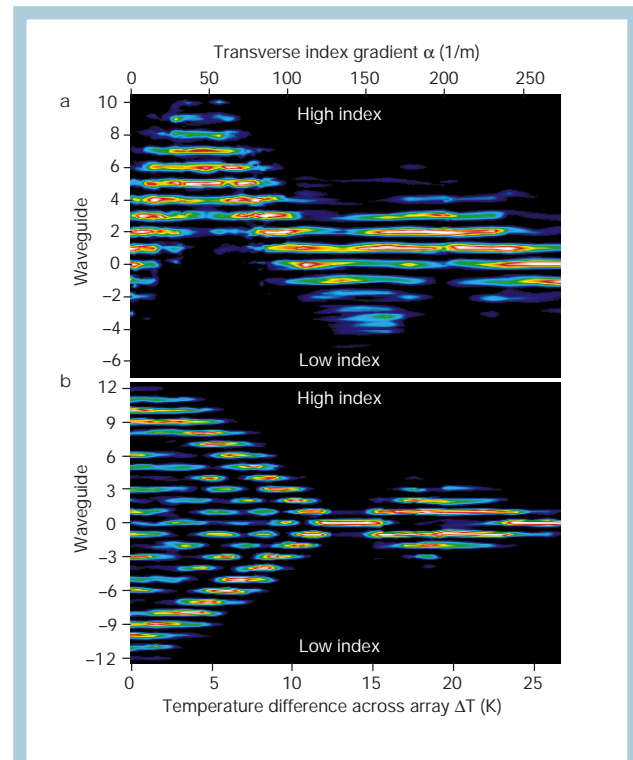 Transverse index gradient α (1/m)
0 50 100 150 200 250
a
High index
10
8
6
4
2
0
–2
–4
–6
Waveguide
Low index
b
High index
12
9
6
3
0
–3
–6
–9
–12
Waveguide
Low index
0 5 10 15 20 25
Temperature difference across array ΔT (K)